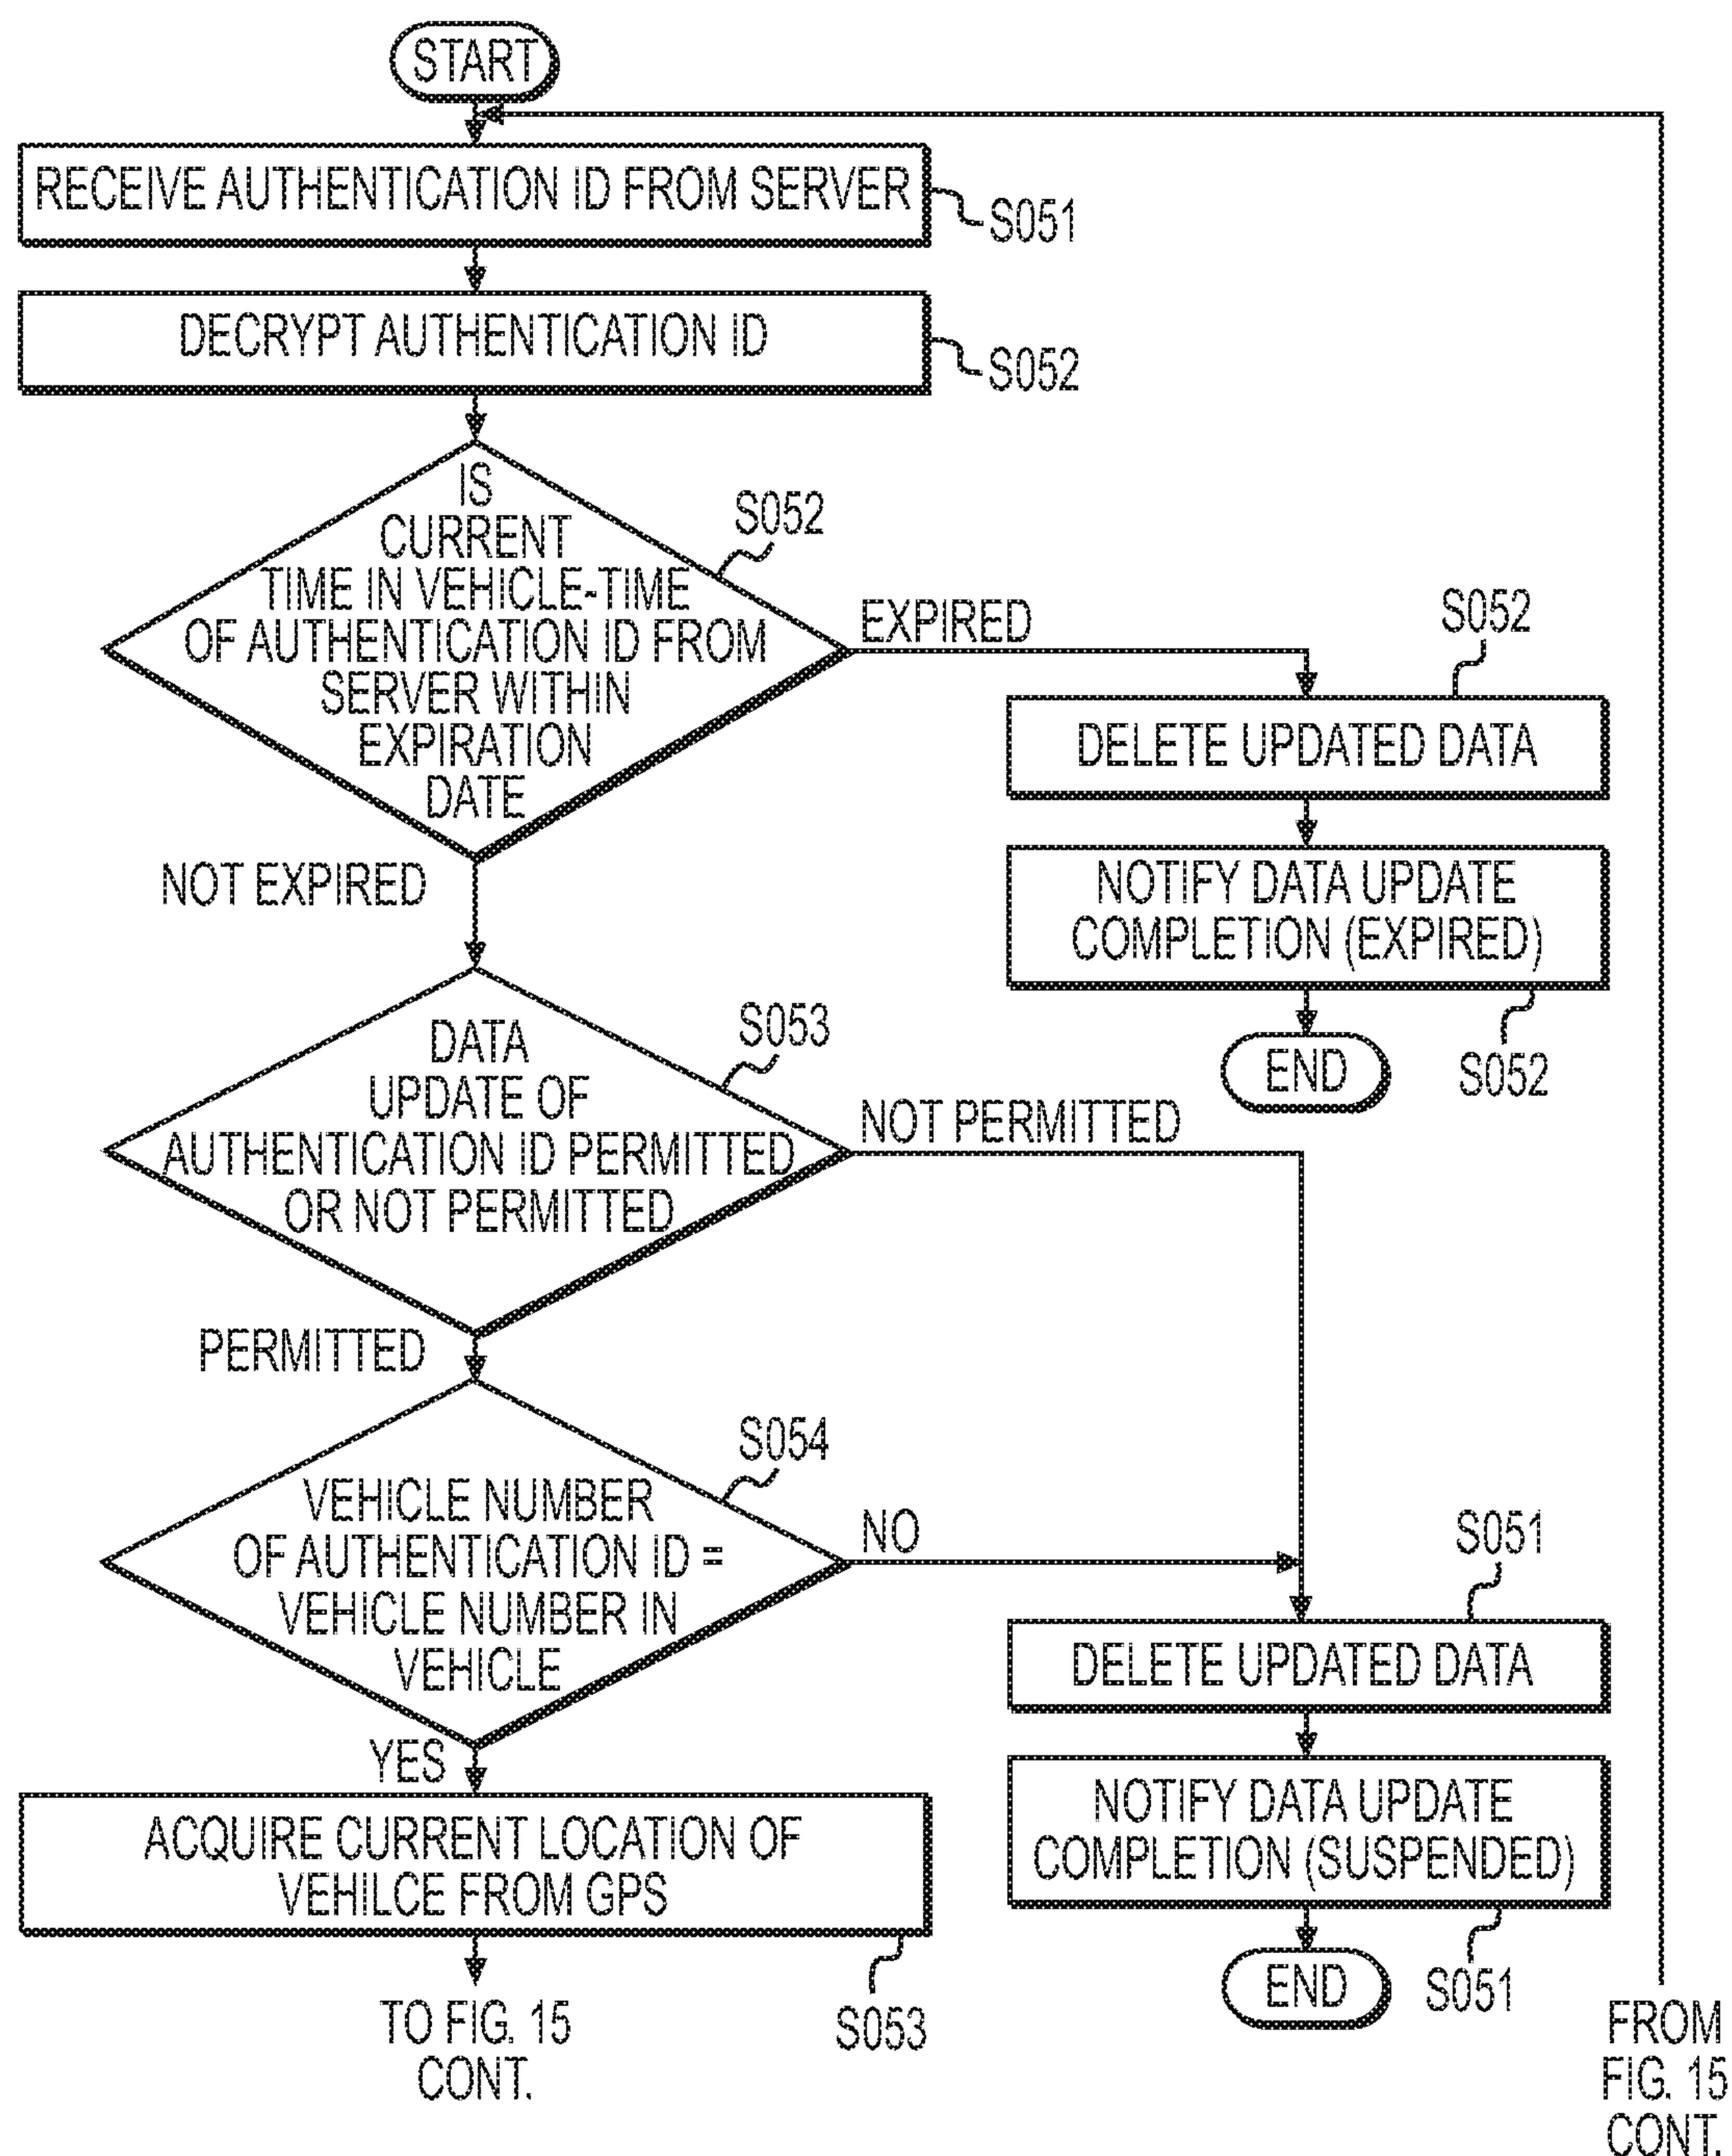 START
RECEIVE AUTHENTICATION ID FROM SERVER
S051
DECRYPT AUTHENTICATION ID
S052
IS
CURRENT
TIME IN VEHICLE-TIME
OF AUTHENTICATION ID FROM
SERVER WITHIN
EXPIRATION
DATE
S052
EXPIRED
S052
DELETE UPDATED DATA
NOTIFY DATA UPDATE
COMPLETION (EXPIRED)
S052
END
NOT EXPIRED
DATA
UPDATE OF
AUTHENTICATION ID PERMITTED
OR NOT PERMITTED
S053
NOT PERMITTED
PERMITTED
VEHICLE NUMBER
OF AUTHENTICATION ID =
VEHICLE NUMBER IN
VEHICLE
S054
NO
S051
DELETE UPDATED DATA
NOTIFY DATA UPDATE
COMPLETION (SUSPENDED)
S051
END
YES
ACQUIRE CURRENT LOCATION OF
VEHILCE FROM GPS
S053
TO FIG. 15
CONT.
FROM
FIG. 15
CONT.